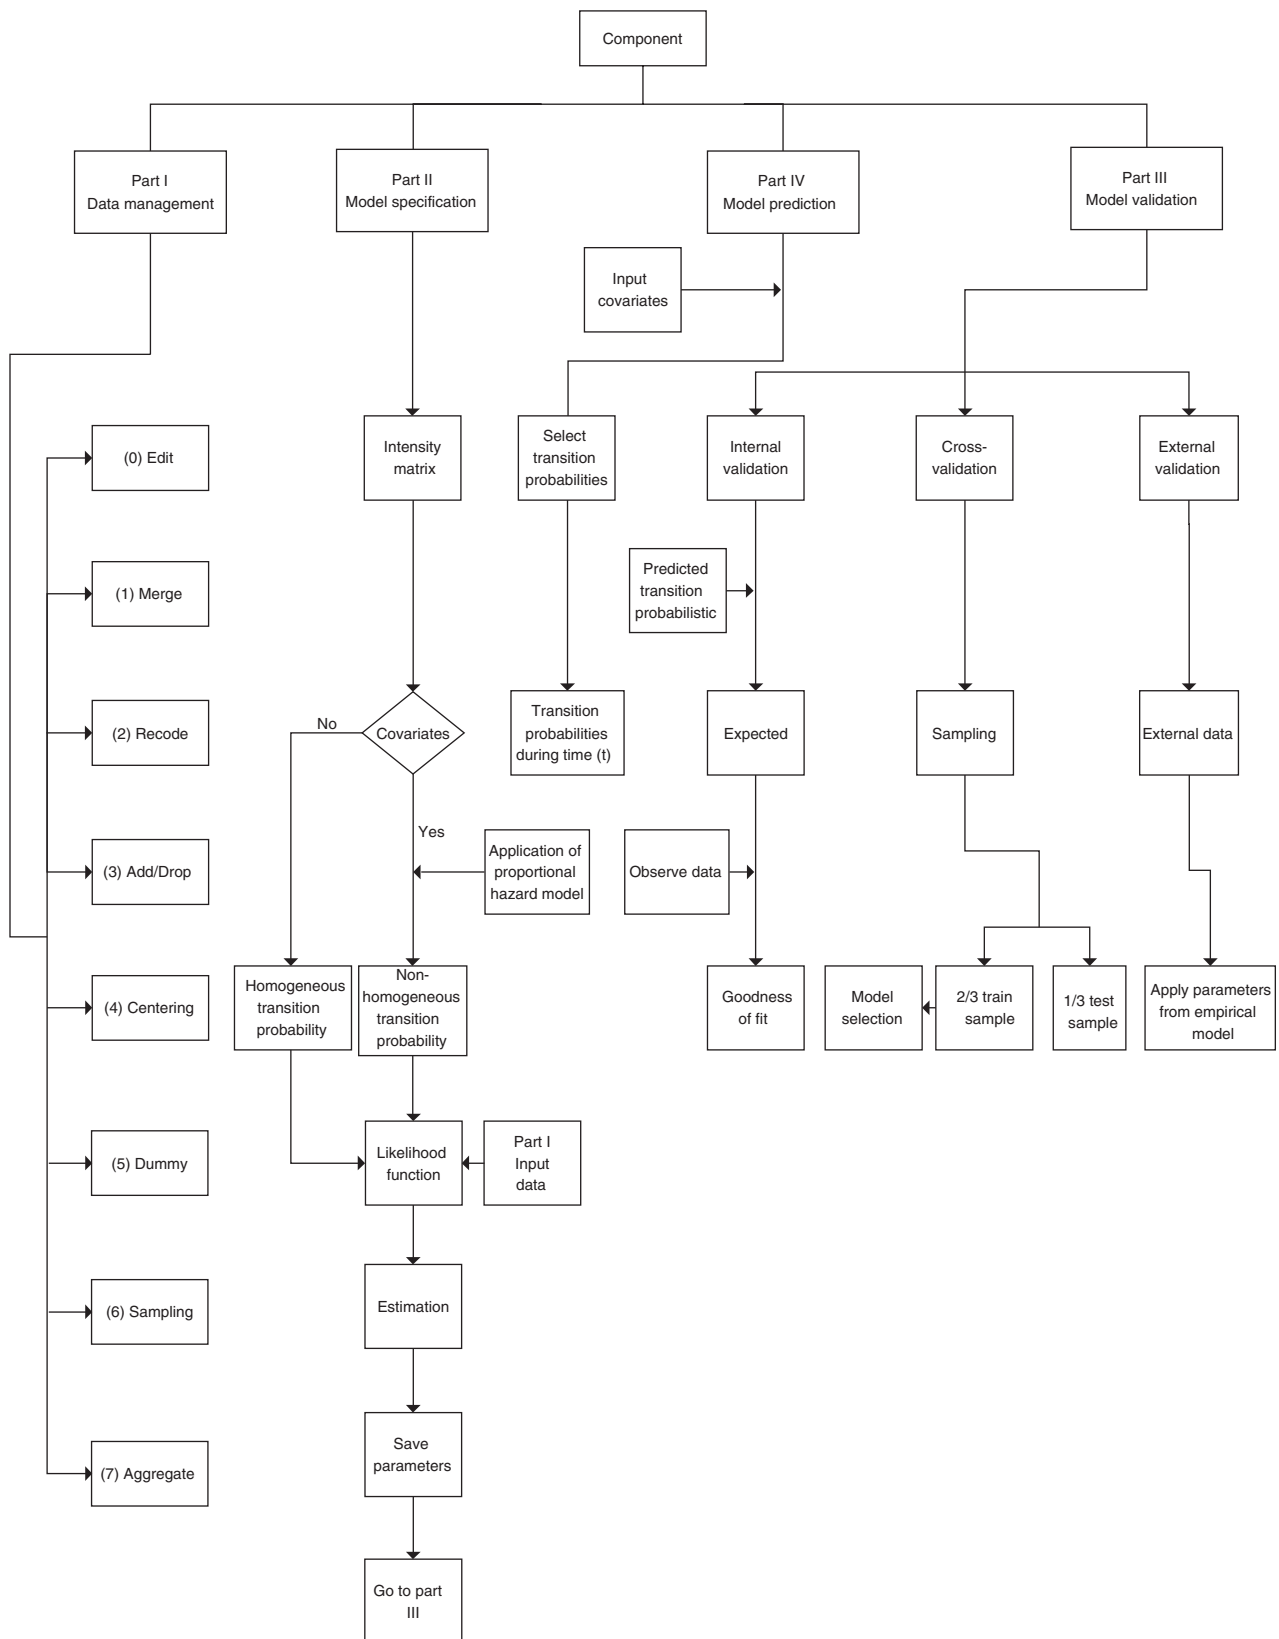 Component
Part I
Data management
Part II
Model specification
Part IV
Model prediction
Part III
Model validation
Input
covariates
(0) Edit
(1) Merge
(2) Recode
(3) Add/Drop
(4) Centering
(5) Dummy
(6) Sampling
(7) Aggregate
Intensity
matrix
Covariates
No
Yes
Application of
proportional
hazard model
Homogeneous
transition
probability
Non-
homogeneous
transition
probability
Likelihood
function
Part I
Input
data
Estimation
Save
parameters
Go to part
III
Select
transition
probabilities
Transition
probabilities
during time (t)
Internal
validation
Predicted
transition
probabilistic
Expected
Observe data
Goodness
of fit
Cross-
validation
Sampling
Model
selection
2/3 train
sample
1/3 test
sample
External
validation
External data
Apply parameters
from empirical
model